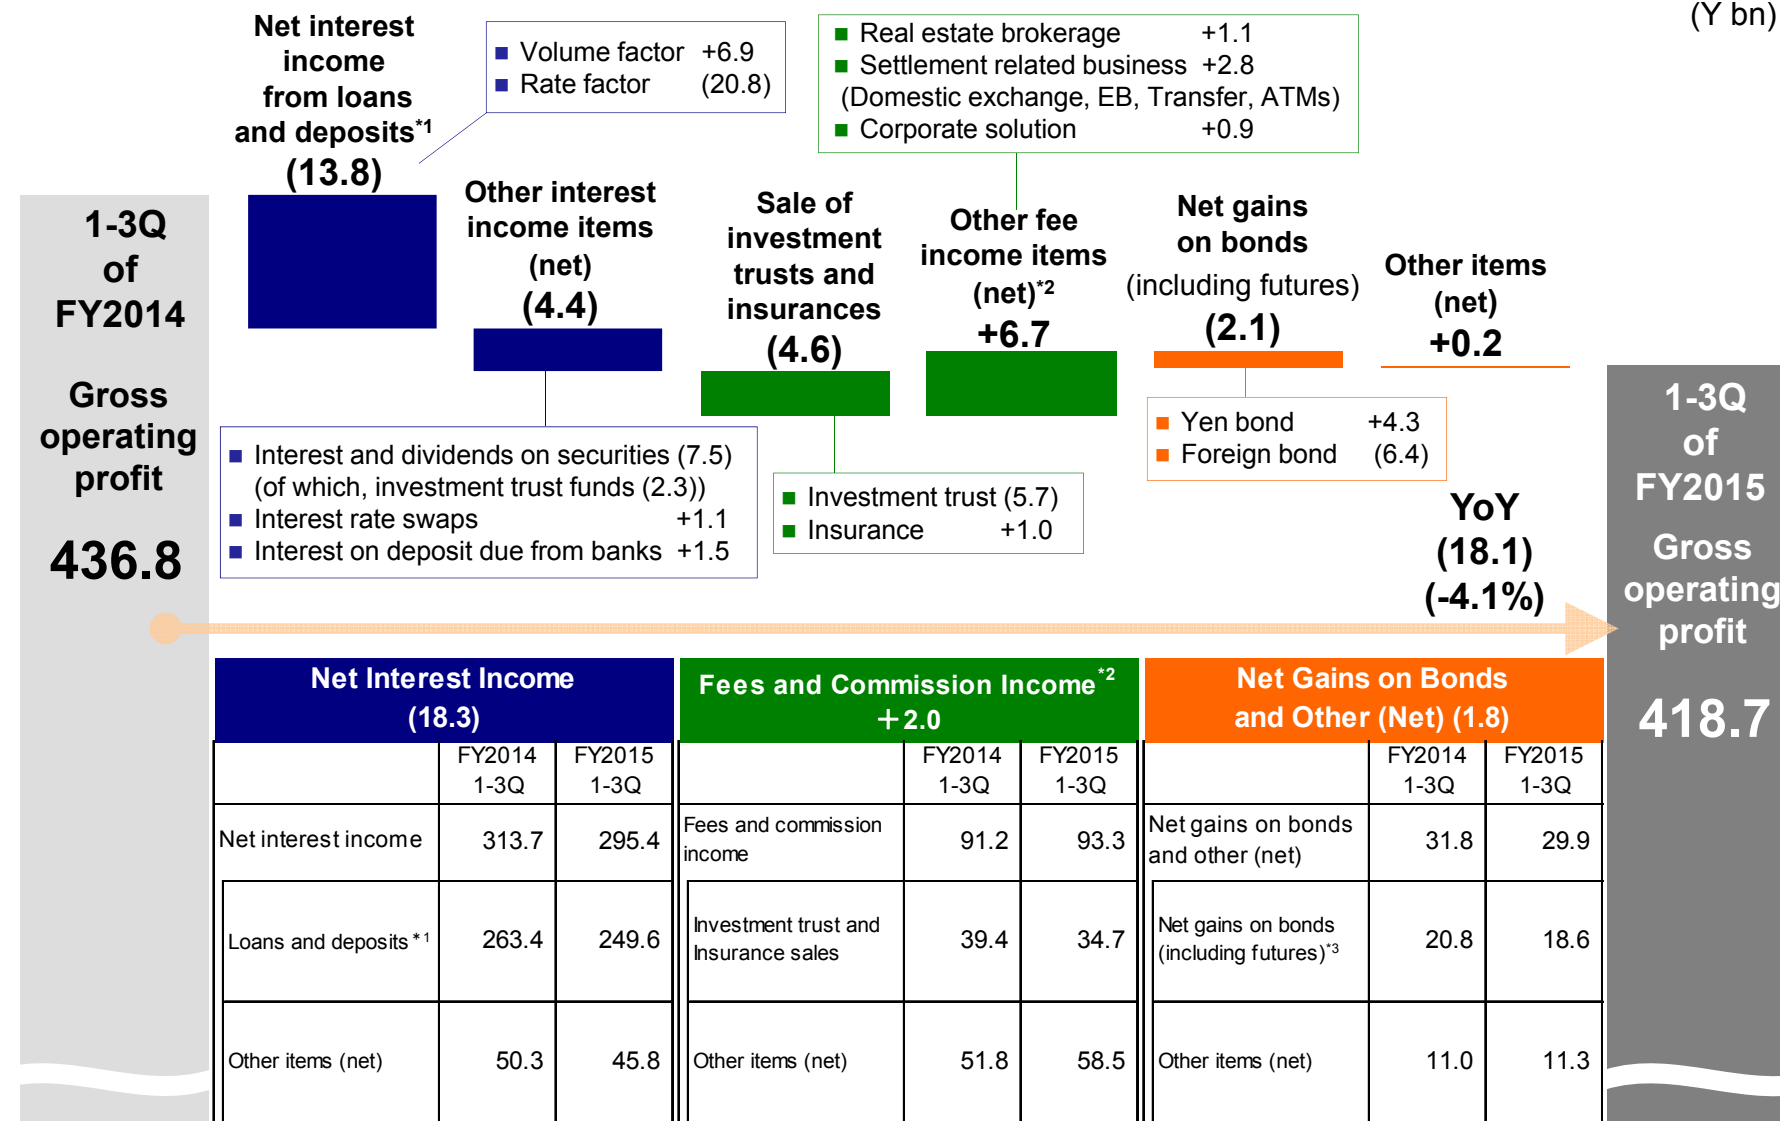 (Y bn)
Net interest
income
from loans
and deposits*1
(13.8)
■ Volume factor +6.9
■ Rate factor (20.8)
■ Real estate brokerage +1.1
■ Settlement related business +2.8
(Domestic exchange, EB, Transfer, ATMs)
■ Corporate solution +0.9
1-3Q
of
FY2014
Gross
operating
profit
436.8
Other interest
income items
(net)
(4.4)
Sale of
investment
trusts and
insurances
(4.6)
Other fee
income items
(net)*2
+6.7
Net gains
on bonds
(including futures)
(2.1)
Other items
(net)
+0.2
■ Interest and dividends on securities (7.5)
(of which, investment trust funds (2.3))
■ Interest rate swaps +1.1
■ Interest on deposit due from banks +1.5
■ Investment trust (5.7)
■ Insurance +1.0
■ Yen bond +4.3
■ Foreign bond (6.4)
YoY
(18.1)
(-4.1%)
1-3Q
of
FY2015
Gross
operating
profit
418.7
Net Interest Income
(18.3)
FY2014 FY2015
1-3Q 1-3Q
Net interest income 313.7 295.4
Loans and deposits*1 263.4 249.6
Other items (net) 50.3 45.8
Fees and Commission Income*2
+2.0
FY2014 FY2015
1-3Q 1-3Q
Fees and commission
income 91.2 93.3
Investment trust and
Insurance sales 39.4 34.7
Other items (net) 51.8 58.5
Net Gains on Bonds
and Other (Net) (1.8)
FY2014 FY2015
1-3Q 1-3Q
Net gains on bonds
and other (net) 31.8 29.9
Net gains on bonds
(including futures)*3 20.8 18.6
Other items (net) 11.0 11.3